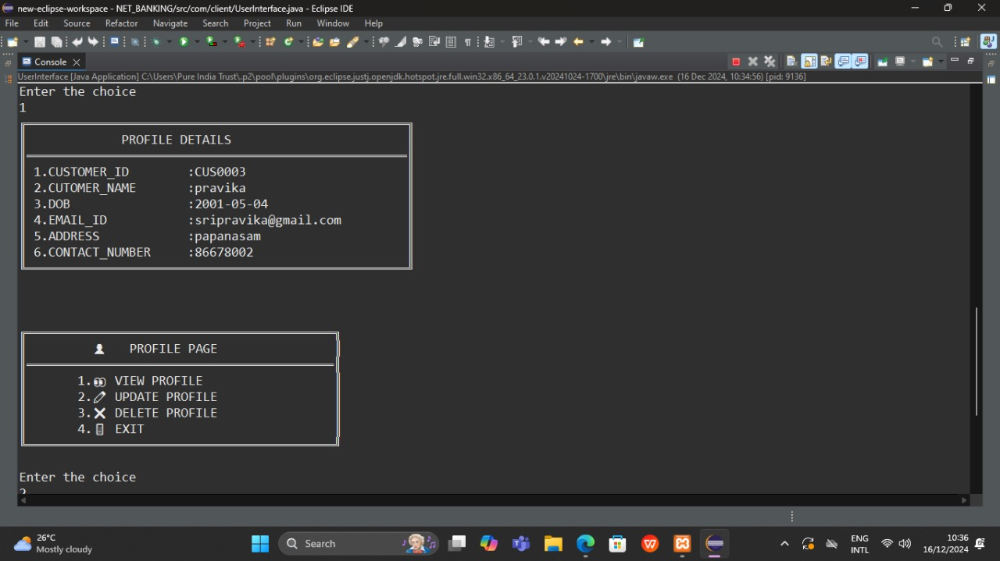 new-eclipse-workspace - NET_BANKING/src/com/client/UserInterface.java - Eclipse IDE
File Edit Source Refactor Navigate Search Project Run Window Help
Console
UserInterface [Java Application] C:\Users\Pure India Trust\.p2\pool\plugins\org.eclipse.justj.openjdk.hotspot.jre.full.win32.x86_64_23.0.1.v20241024-1700\jre\bin\javaw.exe (16 Dec 2024, 10:34:56) [pid: 9136]
Enter the choice
1
PROFILE DETAILS
1.CUSTOMER_ID :CUS0003
2.CUTOMER_NAME :pravika
3.DOB :2001-05-04
4.EMAIL_ID :sripravika@gmail.com
5.ADDRESS :papanasam
6.CONTACT_NUMBER :86678002
PROFILE PAGE
1. VIEW PROFILE
2. UPDATE PROFILE
3. DELETE PROFILE
4. EXIT
Enter the choice
2
26°C
Mostly cloudy
Search
ENG
INTL
10:36
16/12/2024